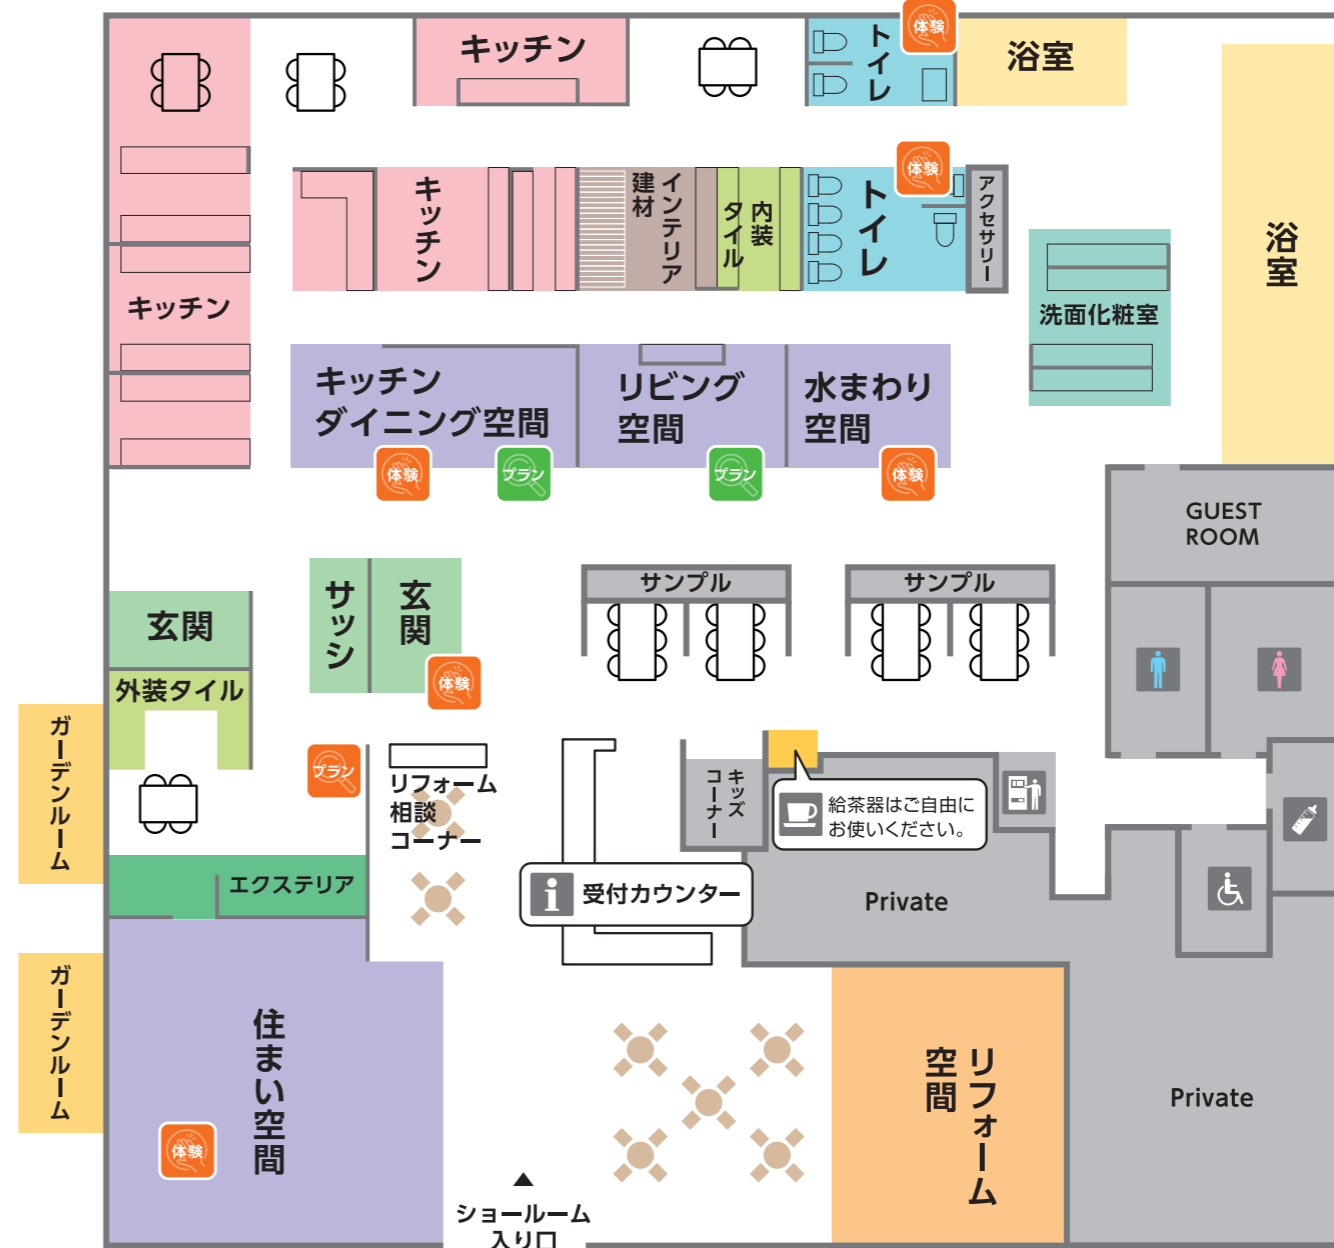 キッチン
トイレ
体験
浴室
キッチン
インテリア
建材
内装
タイル
トイレ
体験
アクセサリー
浴室
キッチン
洗面化粧室
キッチン
ダイニング空間
体験
プラン
リビング
空間
プラン
水まわり
空間
体験
GUEST
ROOM
玄関
外装タイル
サッシ
玄関
体験
サンプル
サンプル
ガーデンルーム
プラン
リフォーム
相談
コーナー
キッズ
コーナー
給茶器はご自由に
お使いください。
エクステリア
受付カウンター
Private
ガーデンルーム
住まい空間
体験
リフォーム
空間
Private
ショールーム
入り口